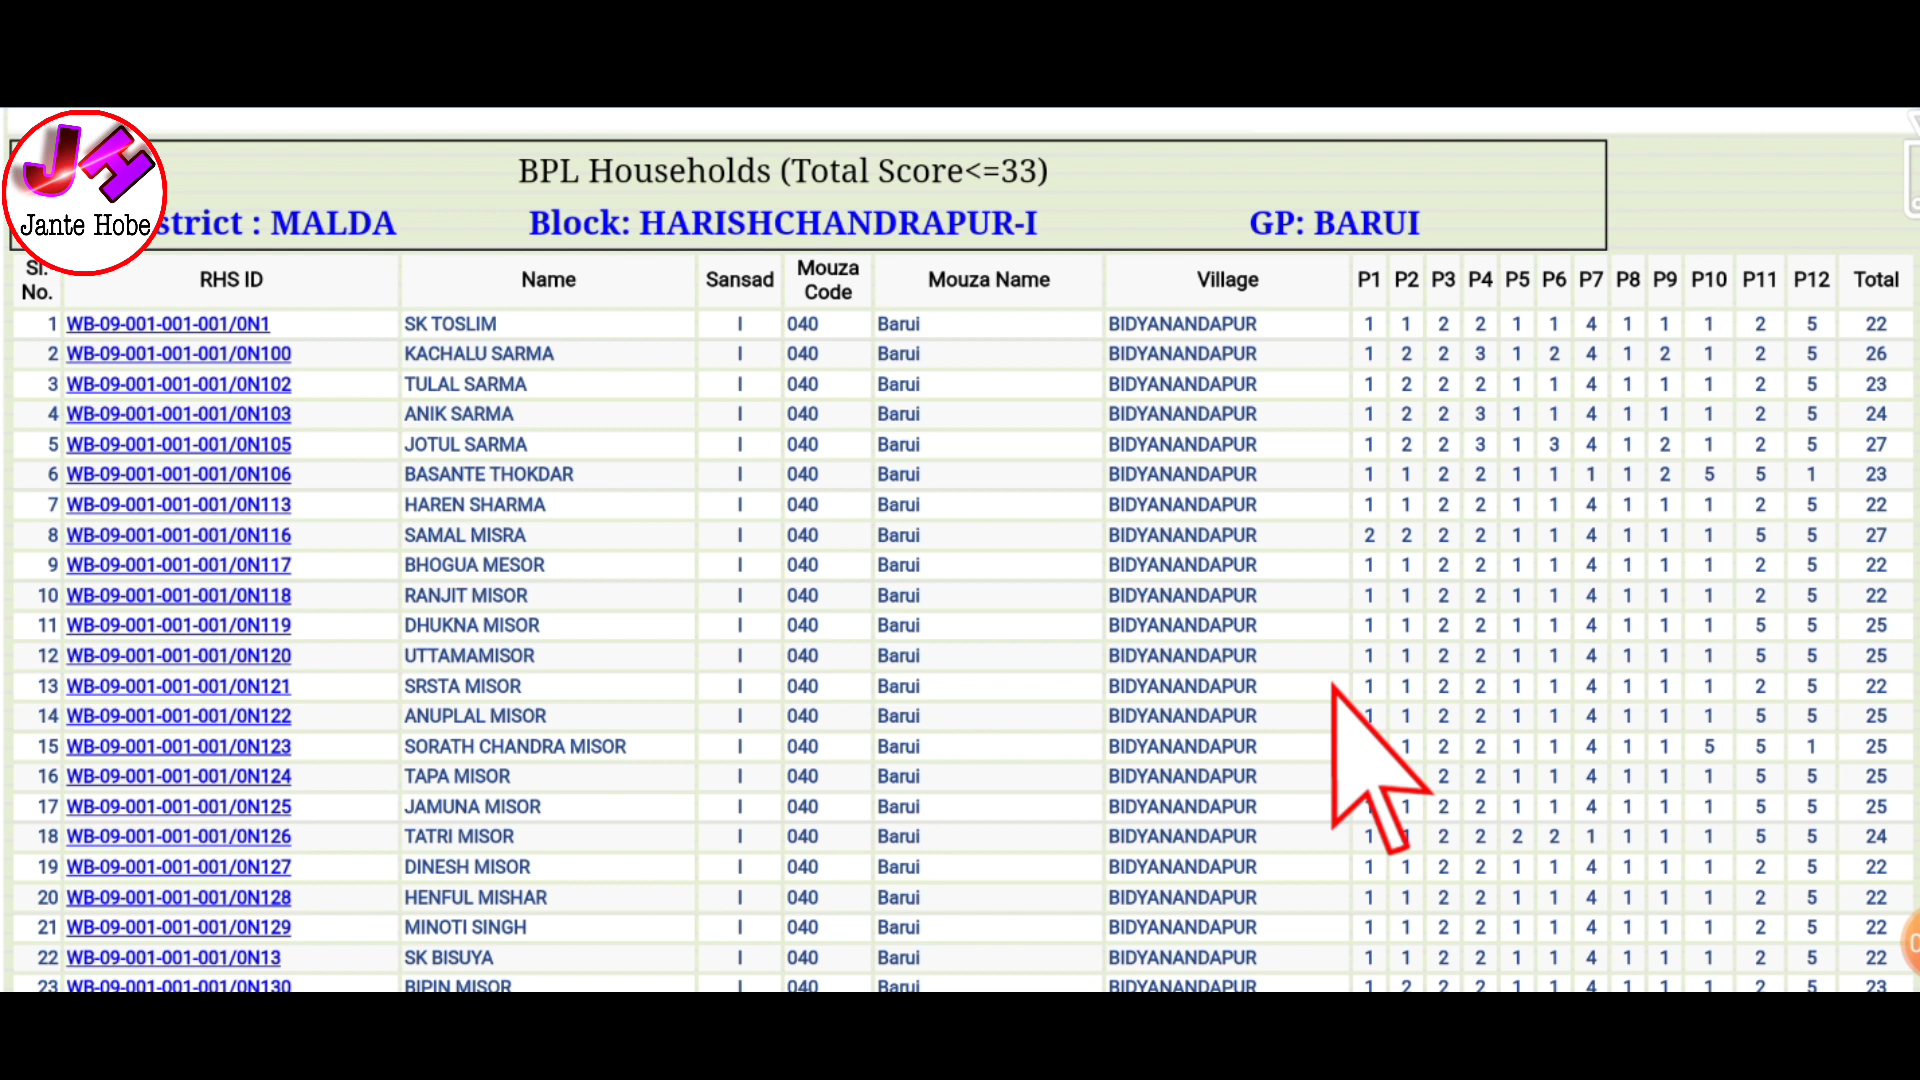 JH
Jante Hobe
BPL Households (Total Score<=33)
strict : MALDA Block: HARISHCHANDRAPUR-I GP: BARUI
Sl. No. RHS ID Name Sansad Mouza Code Mouza Name Village P1 P2 P3 P4 P5 P6 P7 P8 P9 P10 P11 P12 Total
1 WB-09-001-001-001/0N1 SK TOSLIM I 040 Barui BIDYANANDAPUR 1 1 2 2 1 1 4 1 1 1 2 5 22
2 WB-09-001-001-001/0N100 KACHALU SARMA I 040 Barui BIDYANANDAPUR 1 2 2 3 1 2 4 1 2 1 2 5 26
3 WB-09-001-001-001/0N102 TULAL SARMA I 040 Barui BIDYANANDAPUR 1 2 2 2 1 1 4 1 1 1 2 5 23
4 WB-09-001-001-001/0N103 ANIK SARMA I 040 Barui BIDYANANDAPUR 1 2 2 3 1 1 4 1 1 1 2 5 24
5 WB-09-001-001-001/0N105 JOTUL SARMA I 040 Barui BIDYANANDAPUR 1 2 2 3 1 3 4 1 2 1 2 5 27
6 WB-09-001-001-001/0N106 BASANTE THOKDAR I 040 Barui BIDYANANDAPUR 1 1 2 2 1 1 1 1 2 5 5 1 23
7 WB-09-001-001-001/0N113 HAREN SHARMA I 040 Barui BIDYANANDAPUR 1 1 2 2 1 1 4 1 1 1 2 5 22
8 WB-09-001-001-001/0N116 SAMAL MISRA I 040 Barui BIDYANANDAPUR 2 2 2 2 1 1 4 1 1 1 5 5 27
9 WB-09-001-001-001/0N117 BHOGUA MESOR I 040 Barui BIDYANANDAPUR 1 1 2 2 1 1 4 1 1 1 2 5 22
10 WB-09-001-001-001/0N118 RANJIT MISOR I 040 Barui BIDYANANDAPUR 1 1 2 2 1 1 4 1 1 1 2 5 22
11 WB-09-001-001-001/0N119 DHUKNA MISOR I 040 Barui BIDYANANDAPUR 1 1 2 2 1 1 4 1 1 1 5 5 25
12 WB-09-001-001-001/0N120 UTTAMAMISOR I 040 Barui BIDYANANDAPUR 1 1 2 2 1 1 4 1 1 1 5 5 25
13 WB-09-001-001-001/0N121 SRSTA MISOR I 040 Barui BIDYANANDAPUR 1 1 2 2 1 1 4 1 1 1 2 5 22
14 WB-09-001-001-001/0N122 ANUPLAL MISOR I 040 Barui BIDYANANDAPUR 1 1 2 2 1 1 4 1 1 1 5 5 25
15 WB-09-001-001-001/0N123 SORATH CHANDRA MISOR I 040 Barui BIDYANANDAPUR 1 2 2 1 1 4 1 1 5 5 1 25
16 WB-09-001-001-001/0N124 TAPA MISOR I 040 Barui BIDYANANDAPUR 2 2 1 1 4 1 1 1 5 5 25
17 WB-09-001-001-001/0N125 JAMUNA MISOR I 040 Barui BIDYANANDAPUR 1 1 2 2 1 1 4 1 1 1 5 5 25
18 WB-09-001-001-001/0N126 TATRI MISOR I 040 Barui BIDYANANDAPUR 1 1 2 2 2 2 1 1 1 1 5 5 24
19 WB-09-001-001-001/0N127 DINESH MISOR I 040 Barui BIDYANANDAPUR 1 1 2 2 1 1 4 1 1 1 2 5 22
20 WB-09-001-001-001/0N128 HENFUL MISHAR I 040 Barui BIDYANANDAPUR 1 1 2 2 1 1 4 1 1 1 2 5 22
21 WB-09-001-001-001/0N129 MINOTI SINGH I 040 Barui BIDYANANDAPUR 1 1 2 2 1 1 4 1 1 1 2 5 22
22 WB-09-001-001-001/0N13 SK BISUYA I 040 Barui BIDYANANDAPUR 1 1 2 2 1 1 4 1 1 1 2 5 22
23 WB-09-001-001-001/0N130 BIPIN MISOR I 040 Barui BIDYANANDAPUR 1 2 2 2 1 1 4 1 1 1 2 5 23